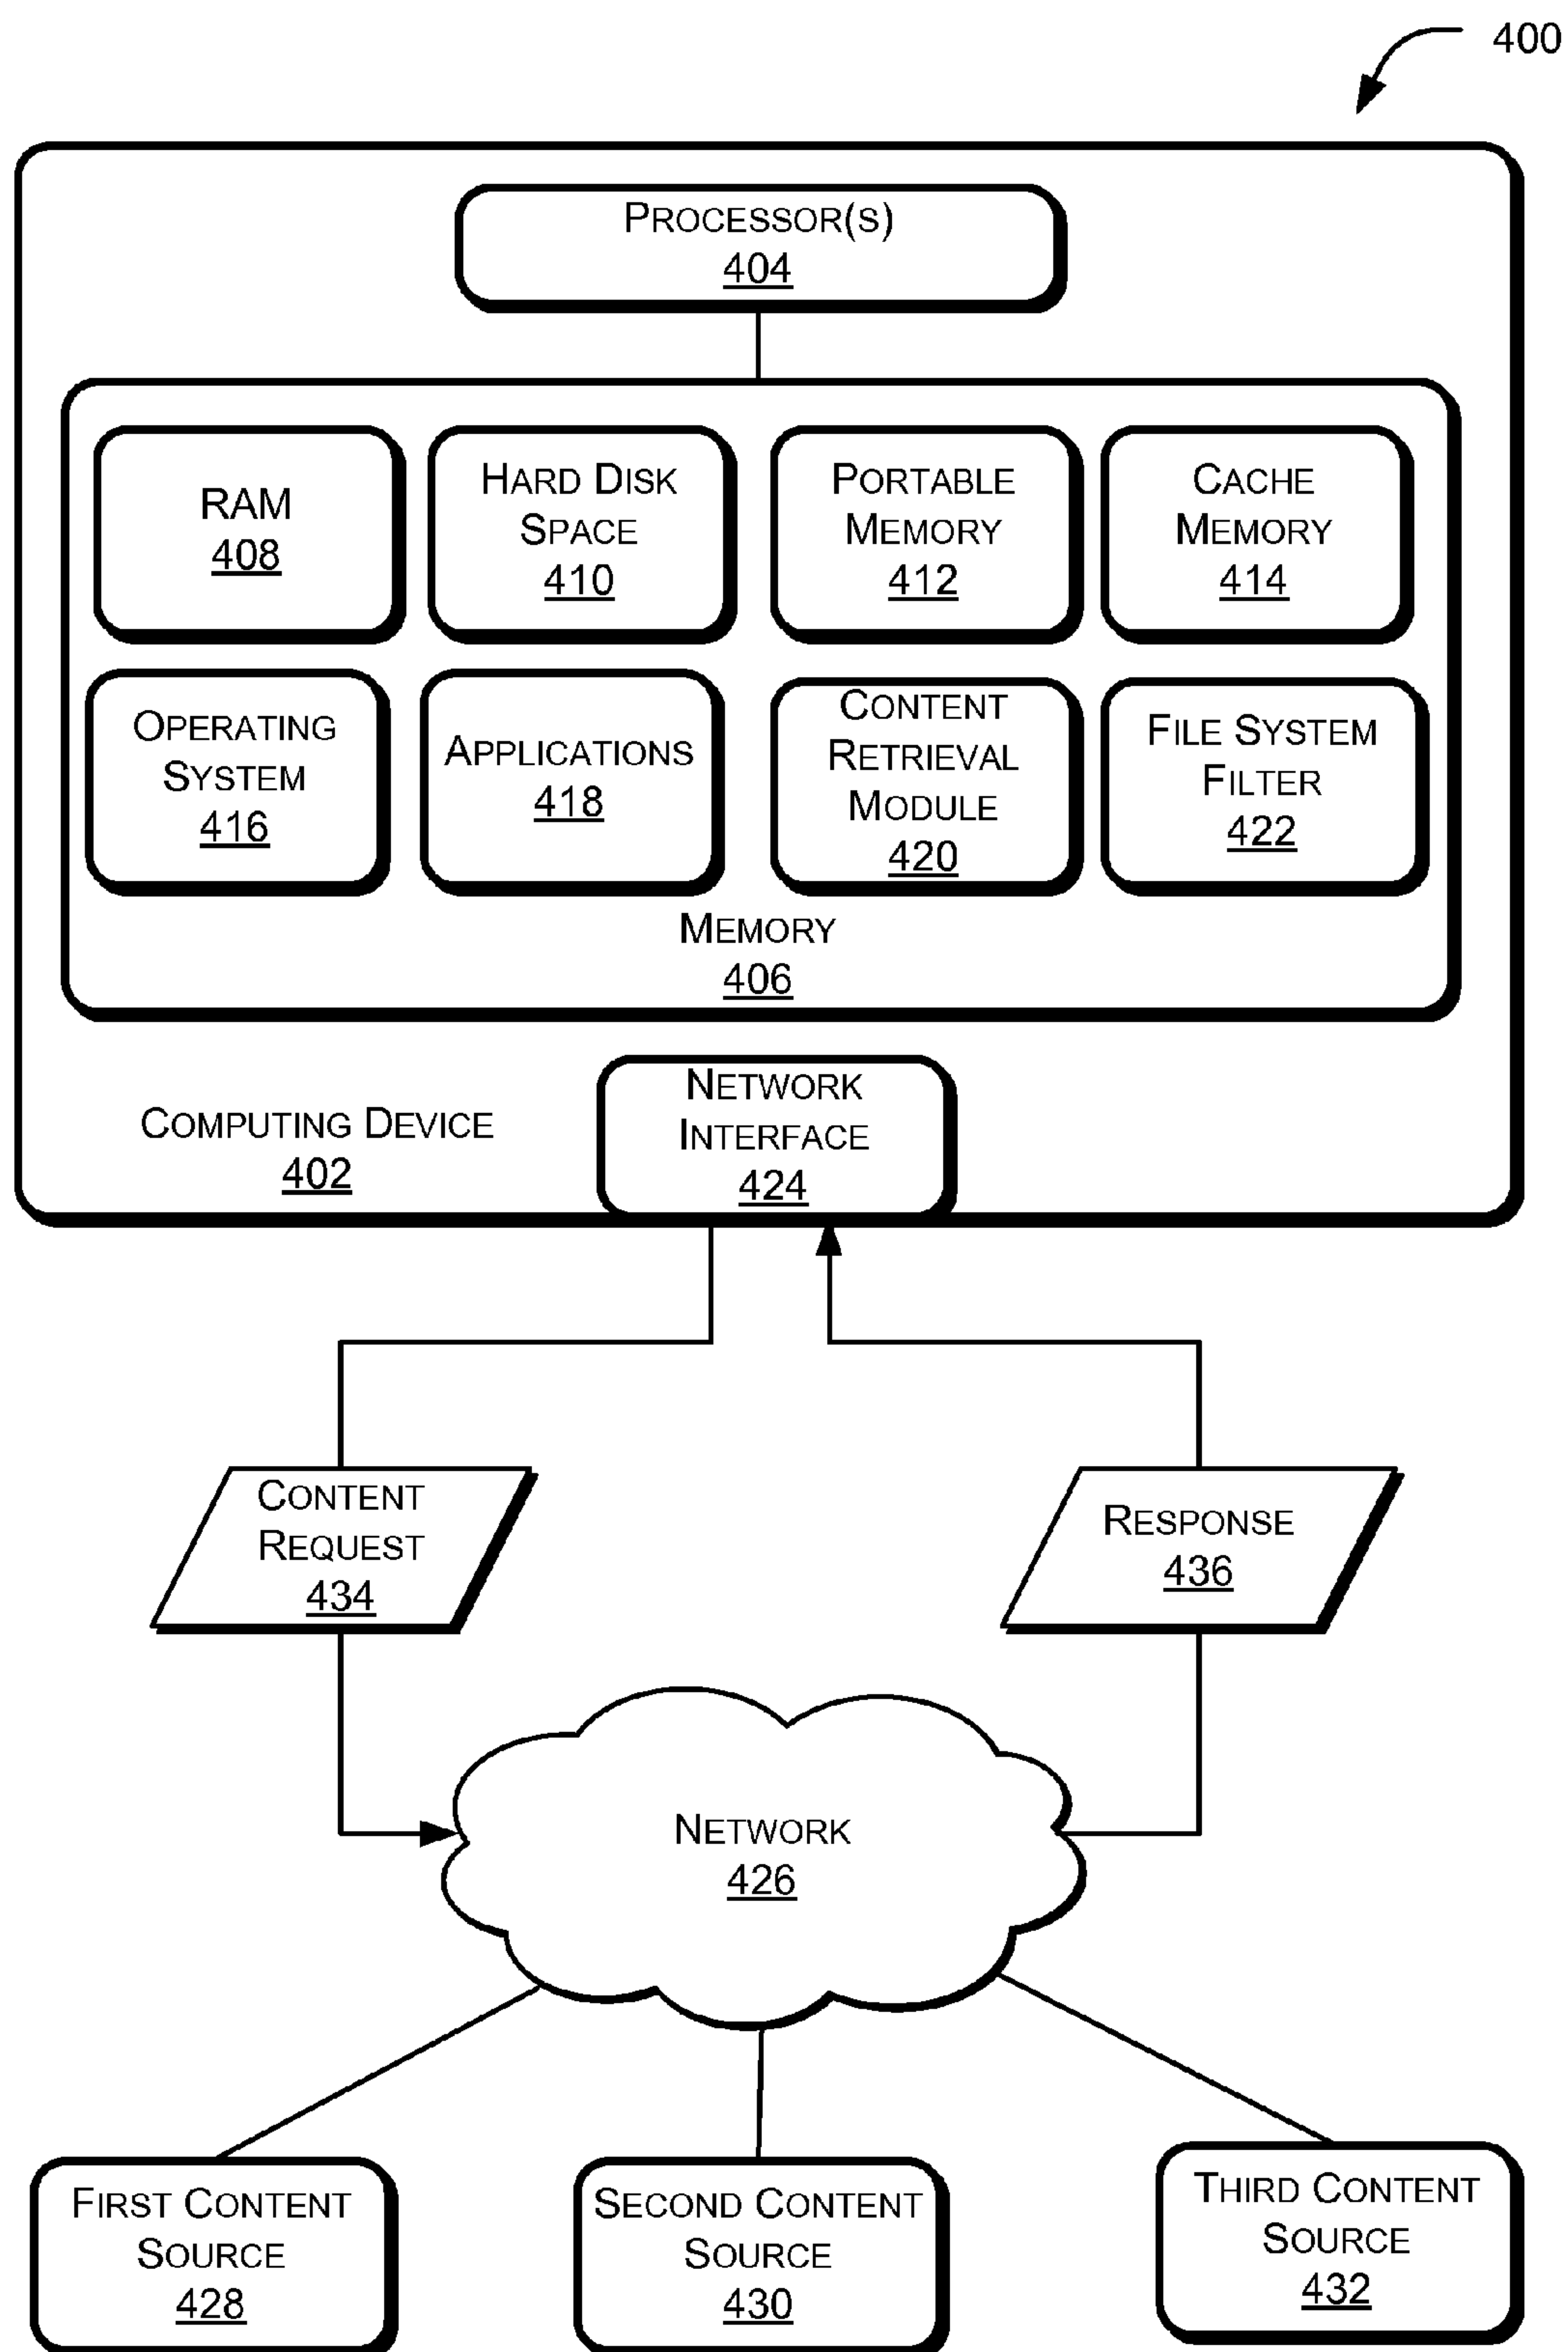 400
PROCESSOR(S)
404
RAM
408
HARD DISK
SPACE
410
PORTABLE
MEMORY
412
CACHE
MEMORY
414
OPERATING
SYSTEM
416
APPLICATIONS
418
CONTENT
RETRIEVAL
MODULE
420
FILE SYSTEM
FILTER
422
MEMORY
406
COMPUTING DEVICE
402
NETWORK
INTERFACE
424
CONTENT
REQUEST
434
RESPONSE
436
NETWORK
426
FIRST CONTENT
SOURCE
428
SECOND CONTENT
SOURCE
430
THIRD CONTENT
SOURCE
432